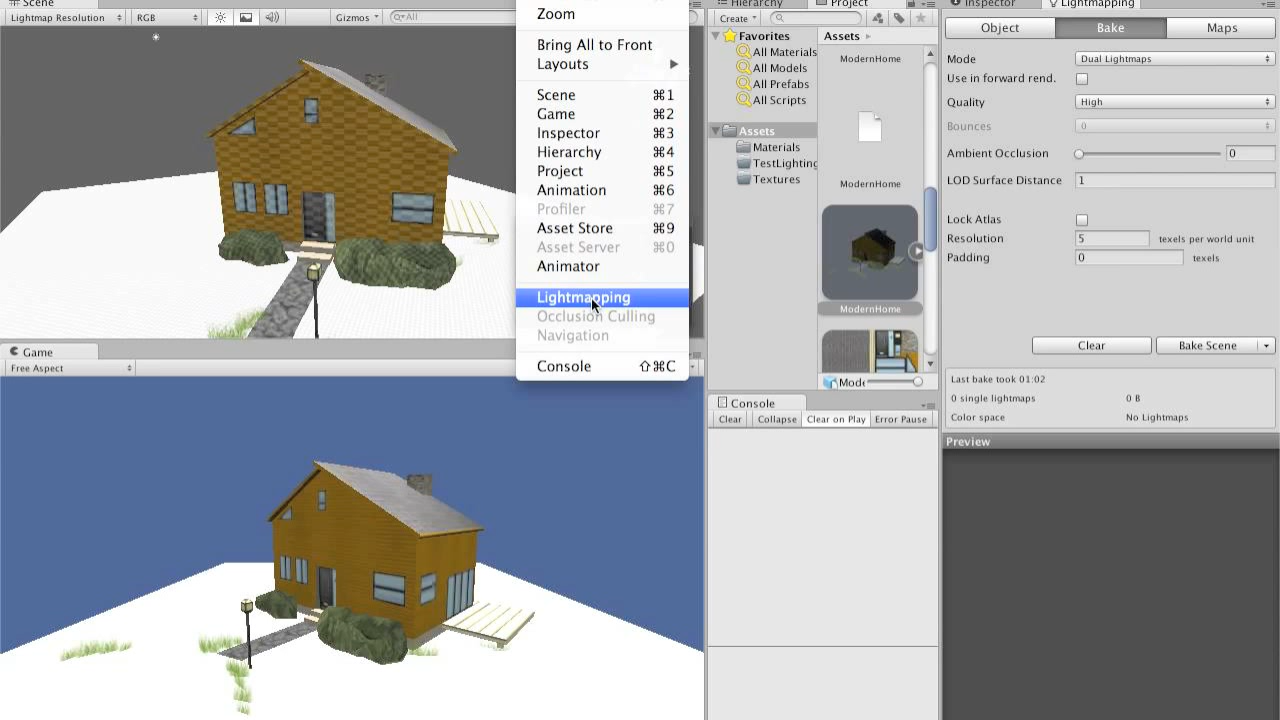 Scene
Lightmap Resolution
RGB
Gizmos
All
Zoom
Bring All to Front
Layouts
Scene ⌘1
Game ⌘2
Inspector ⌘3
Hierarchy ⌘4
Project ⌘5
Animation ⌘6
Profiler ⌘7
Asset Store ⌘9
Asset Server ⌘0
Animator
Lightmapping
Occlusion Culling
Navigation
Console ⇧⌘C
Game
Free Aspect
Hierarchy
Project
Create
Favorites
All Materials
All Models
All Prefabs
All Scripts
Assets
Materials
TestLighting
Textures
Assets
ModernHome
ModernHome
ModernHome
Mode
Console
Clear
Collapse
Clear on Play
Error Pause
Inspector
Lightmapping
Object
Bake
Maps
Mode Dual Lightmaps
Use in forward rend.
Quality High
Bounces 0
Ambient Occlusion 0
LOD Surface Distance 1
Lock Atlas
Resolution 5 texels per world unit
Padding 0 texels
Clear
Bake Scene
Last bake took 01:02
0 single lightmaps 0 B
Color space No Lightmaps
Preview